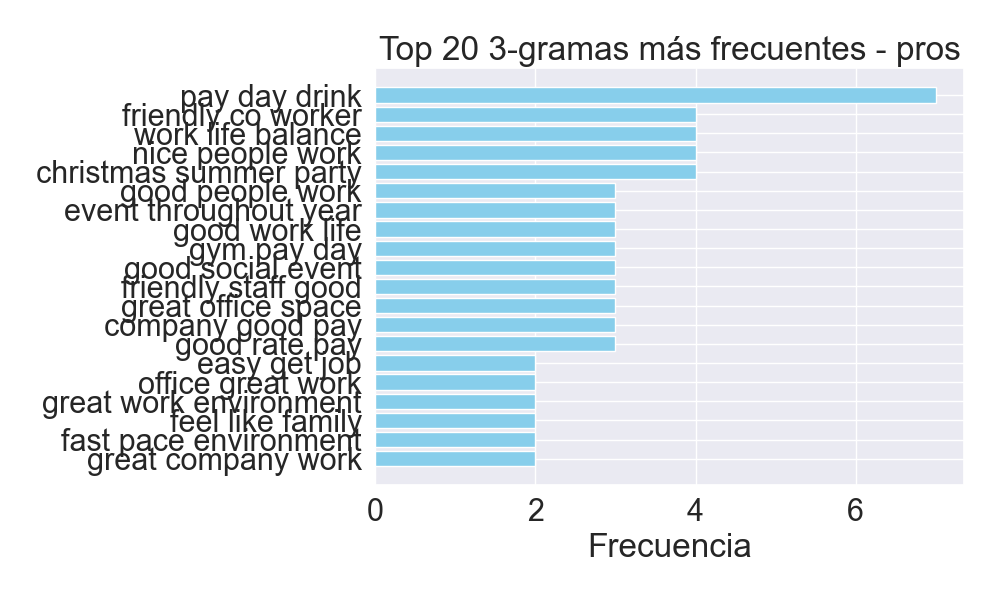 Top 20 3-gramas más frecuentes - pros
pay day drink
friendly co worker
work life balance
nice people work
christmas summer party
good people work
event throughout year
good work life
gym pay day
good social event
friendly staff good
great office space
company good pay
good rate pay
easy get job
office great work
great work environment
feel like family
fast pace environment
great company work
0 2 4 6
Frecuencia